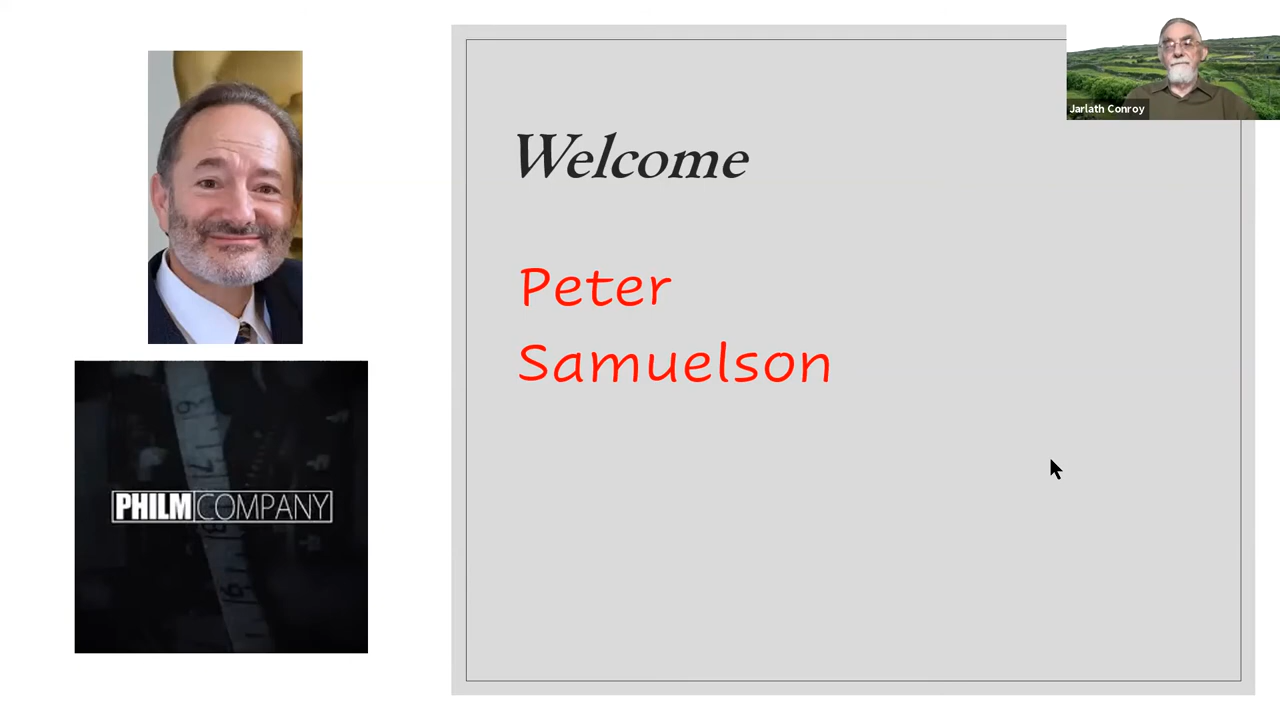 Welcome
Peter
Samuelson
Jarlath Conroy
PHILM COMPANY